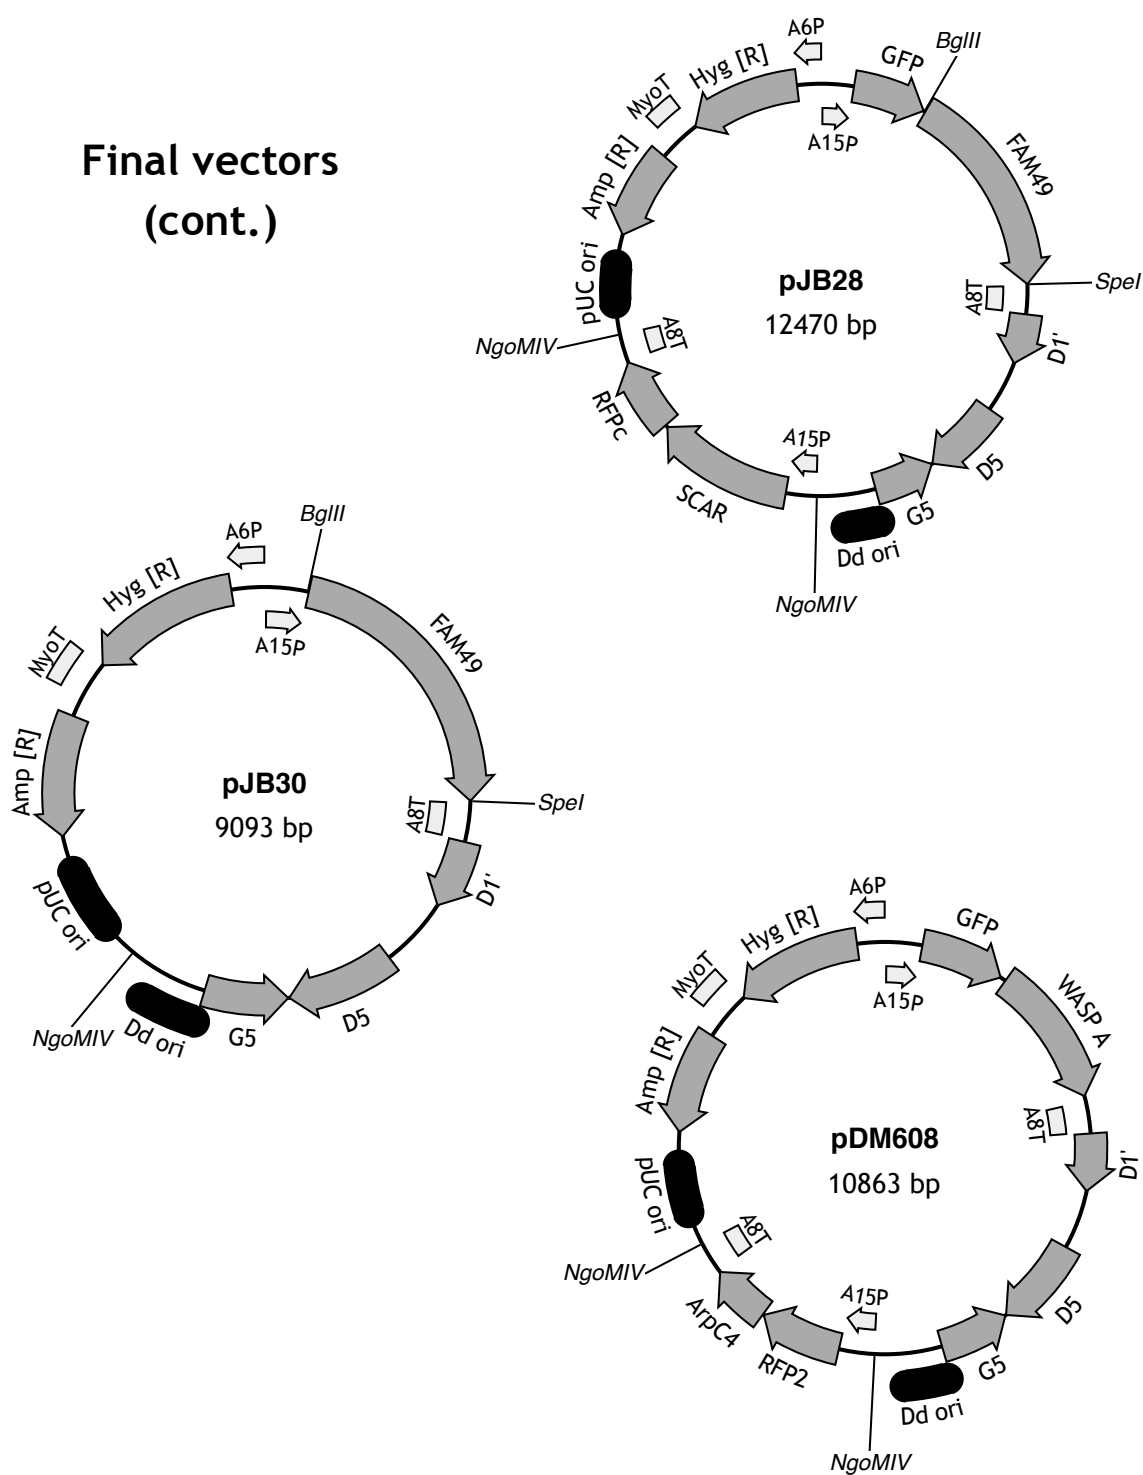 Final vectors
(cont.)
A6P
BglII
GFP
Hyg [R]
MyoT
A15P
FAM49
Amp [R]
pUC ori
pJB28
12470 bp
SpeI
A8T
D1'
A8T
NgoMIV
RFPc
A15P
SCAR
D5
G5
Dd ori
NgoMIV
BglII
A6P
Hyg [R]
MyoT
A15P
FAM49
Amp [R]
pJB30
9093 bp
SpeI
A8T
D1'
pUC ori
NgoMIV
Dd ori
G5
D5
A6P
GFP
Hyg [R]
MyoT
A15P
WASP A
Amp [R]
pDM608
10863 bp
A8T
D1'
pUC ori
A8T
NgoMIV
ArpC4
A15P
RFP2
D5
G5
Dd ori
NgoMIV